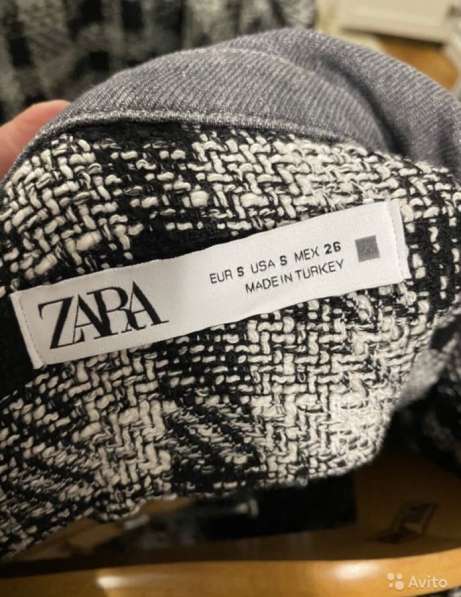 ZARA
EUR S USA S MEX 26
MADE IN TURKEY
Avito